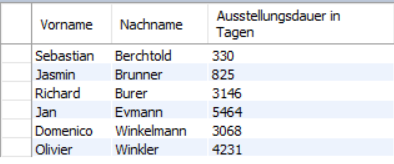 Vorname Nachname Ausstellungsdauer in Tagen
Sebastian Berchtold 330
Jasmin Brunner 825
Richard Burer 3146
Jan Evmann 5464
Domenico Winkelmann 3068
Olivier Winkler 4231